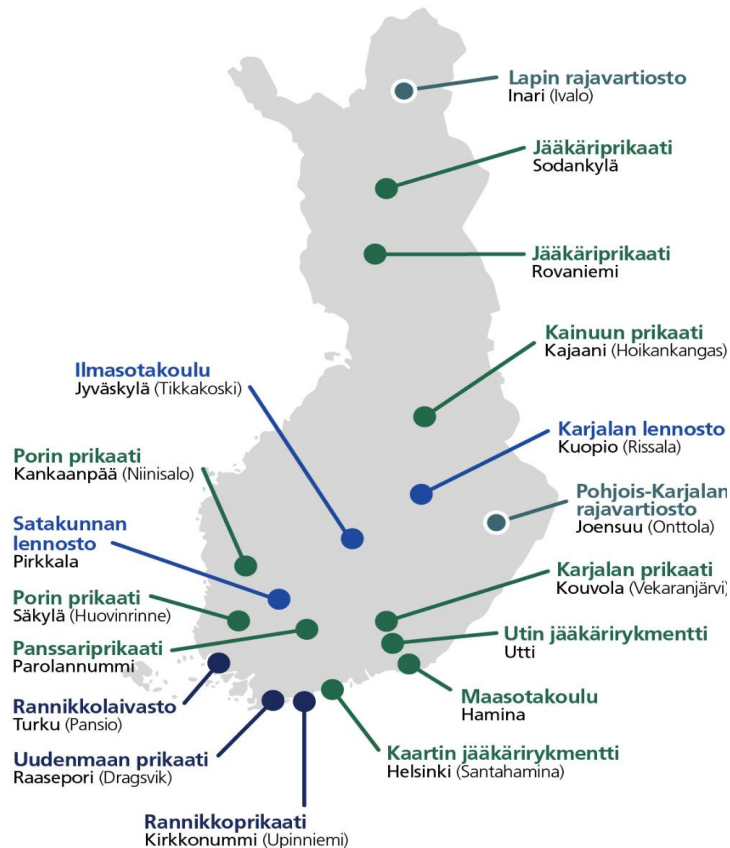 Lapin rajavartiosto
Inari (Ivalo)
Jääkäriprikaati
Sodankylä
Jääkäriprikaati
Rovaniemi
Kainuun prikaati
Kajaani (Hoikankangas)
Ilmasotakoulu
Jyväskylä (Tikkakoski)
Karjalan lennosto
Kuopio (Rissala)
Porin prikaati
Kankaanpää (Niinisalo)
Pohjois-Karjalan
rajavartiosto
Joensuu (Onttola)
Satakunnan
lennosto
Pirkkala
Karjalan prikaati
Kouvola (Vekaranjärvi)
Porin prikaati
Säkylä (Huovinrinne)
Utin jääkärirykmentti
Utti
Panssariprikaati
Parolannummi
Maasotakoulu
Hamina
Rannikkolaivasto
Turku (Pansio)
Kaartin jääkärirykmentti
Helsinki (Santahamina)
Uudenmaan prikaati
Raasepori (Dragsvik)
Rannikkoprikaati
Kirkkonummi (Upinniemi)